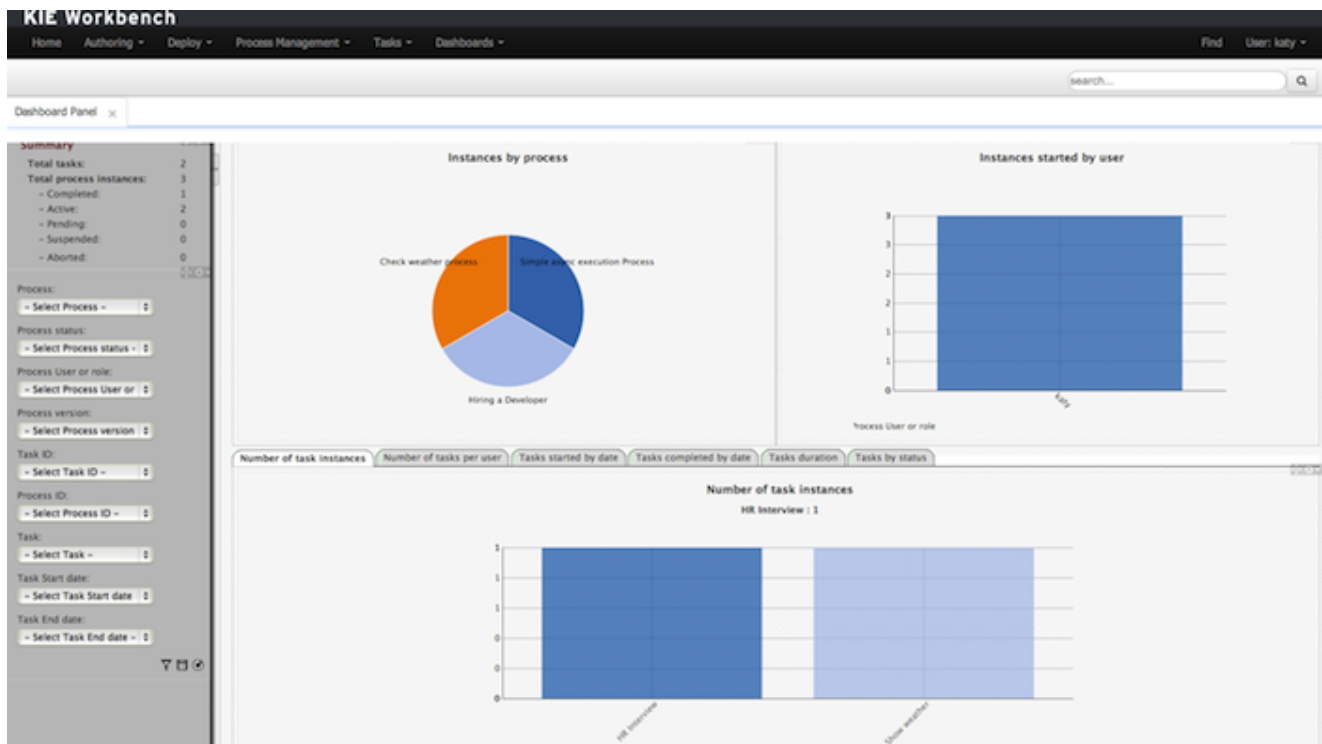 KIE Workbench
Home Authoring Deploy Process Management Tasks Dashboards Find User: katy
search...
Dashboard Panel ×
Summary
Total tasks: 2
Total process instances: 3
- Completed: 1
- Active: 2
- Pending: 0
- Suspended: 0
- Aborted: 0
Process:
- Select Process -
Process status:
- Select Process status -
Process User or role:
- Select Process User or
Process version:
- Select Process version
Task ID:
- Select Task ID -
Process ID:
- Select Process ID -
Task:
- Select Task -
Task Start date:
- Select Task Start date
Task End date:
- Select Task End date -
Instances by process
Check weather process
Simple async execution Process
Hiring a Developer
Instances started by user
3
3
2
2
1
1
0
katy
Process User or role
Number of task instances Number of tasks per user Tasks started by date Tasks completed by date Tasks duration Tasks by status
Number of task instances
HR Interview : 1
1
1
1
0
0
0
HR Interview
Show weather